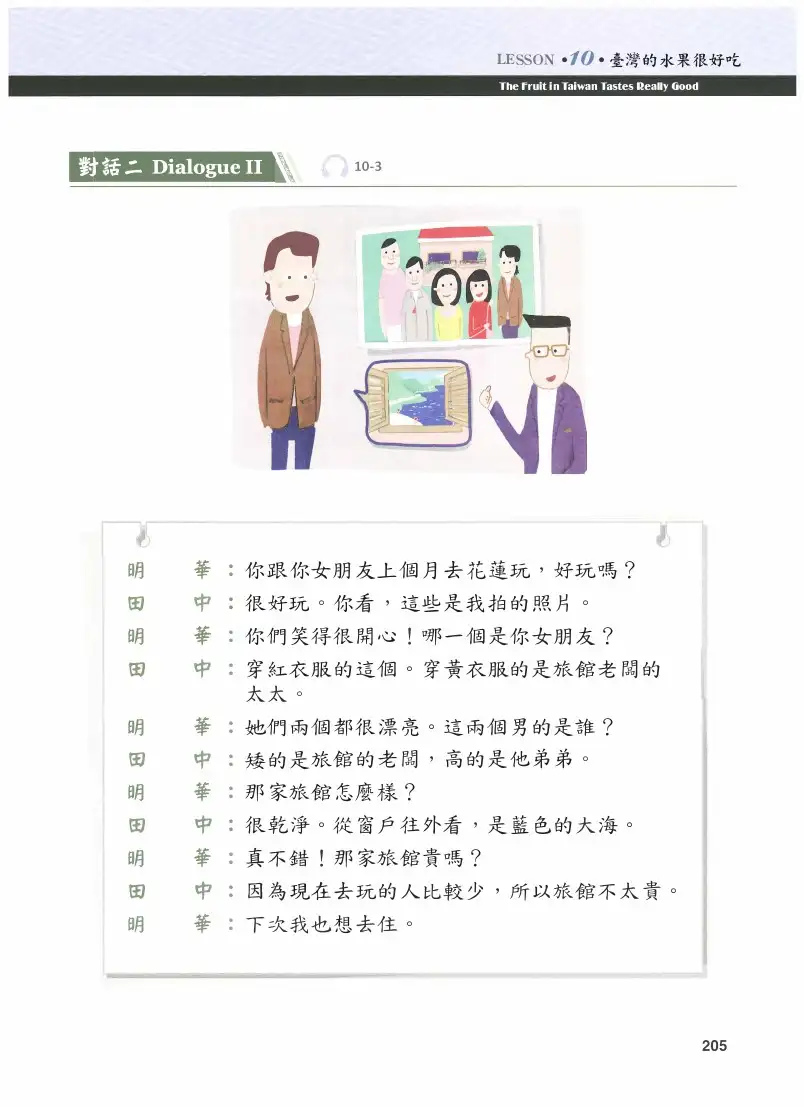 LESSON •10• 臺灣的水果很好吃
The Fruit in Taiwan Tastes Really Good
對話二 Dialogue II 10-3
明 華：你跟你女朋友上個月去花蓮玩，好玩嗎？
田 中：很好玩。你看，這些是我拍的照片。
明 華：你們笑得很開心！哪一個是你女朋友？
田 中：穿紅衣服的這個。穿黃衣服的是旅館老闆的
太太。
明 華：她們兩個都很漂亮。這兩個男的是誰？
田 中：矮的是旅館的老闆，高的是他弟弟。
明 華：那家旅館怎麼樣？
田 中：很乾淨。從窗戶往外看，是藍色的大海。
明 華：真不錯！那家旅館貴嗎？
田 中：因為現在去玩的人比較少，所以旅館不太貴。
明 華：下次我也想去住。
205